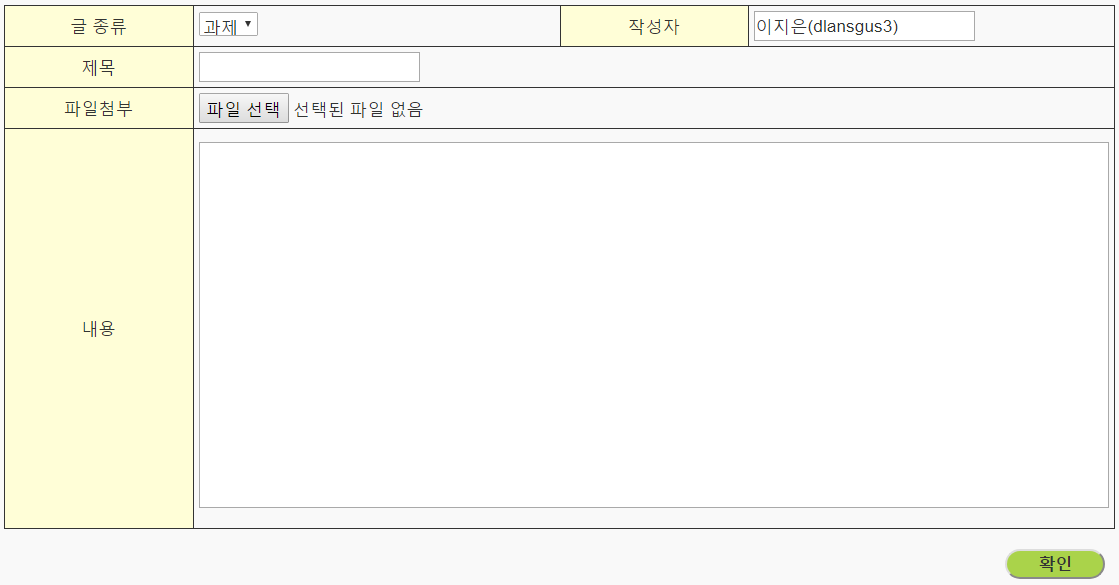 글 종류 과제 작성자 이지은(dlansgus3)
제목
파일첨부 파일 선택 선택된 파일 없음
내용
확인